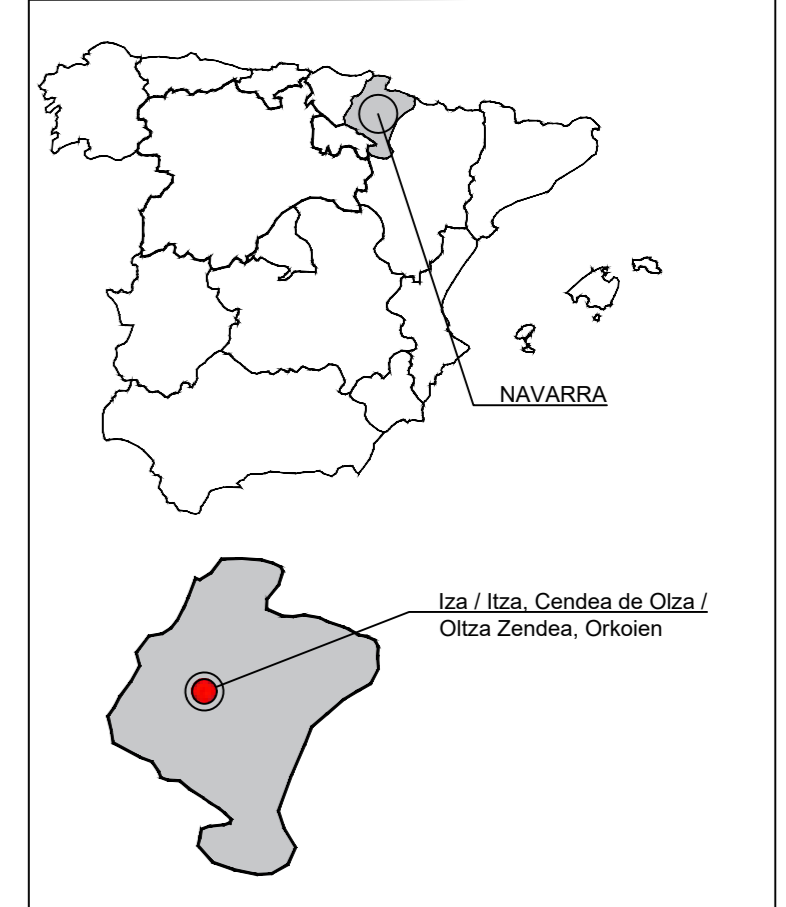 NAVARRA
Iza / Itza, Cendea de Olza /
Oltza Zendea, Orkoien